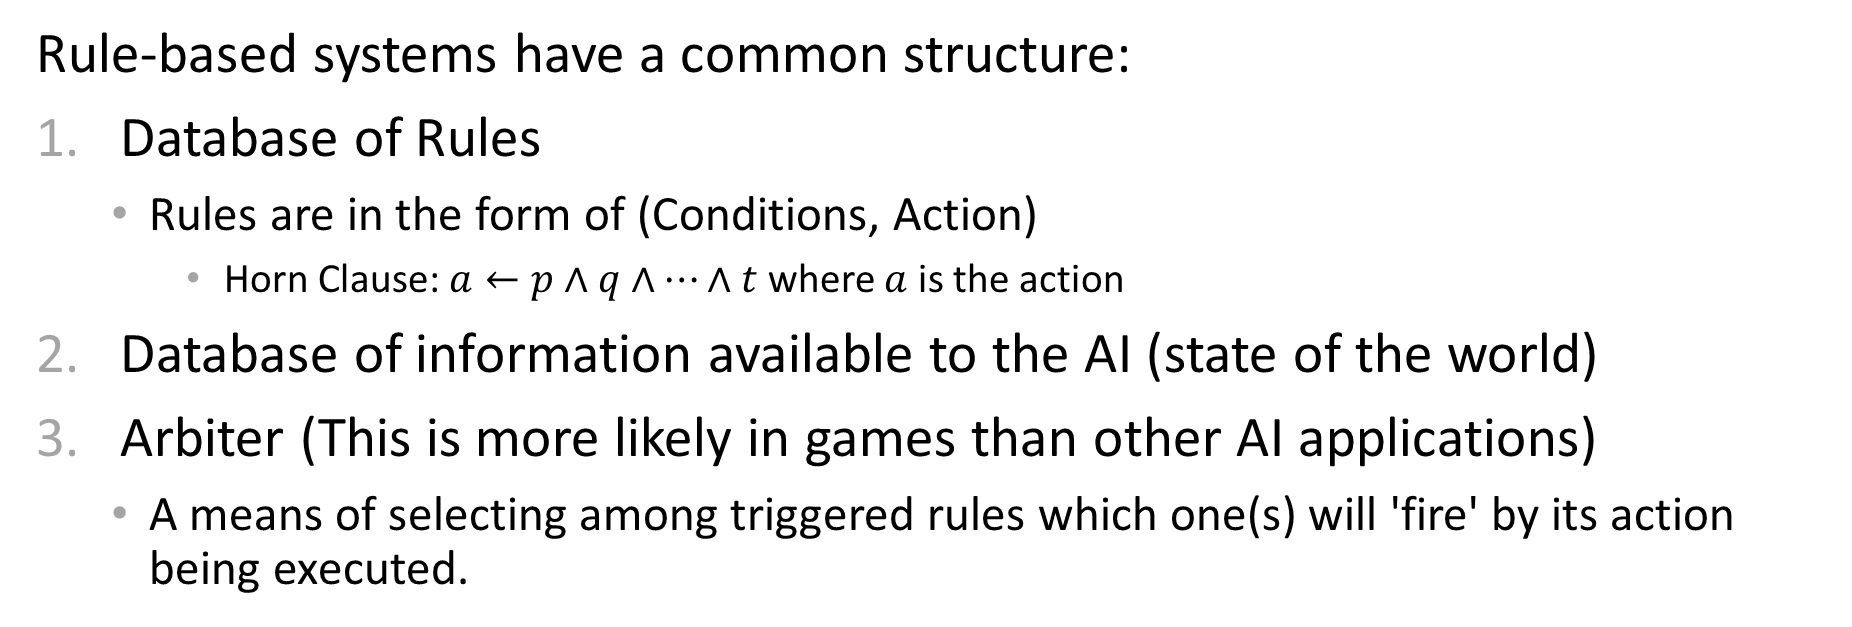 Rule-based systems have a common structure:
1. Database of Rules
• Rules are in the form of (Conditions, Action)
• Horn Clause: a ← p ∧ q ∧ ⋯ ∧ t where a is the action
2. Database of information available to the AI (state of the world)
3. Arbiter (This is more likely in games than other AI applications)
• A means of selecting among triggered rules which one(s) will 'fire' by its action
being executed.